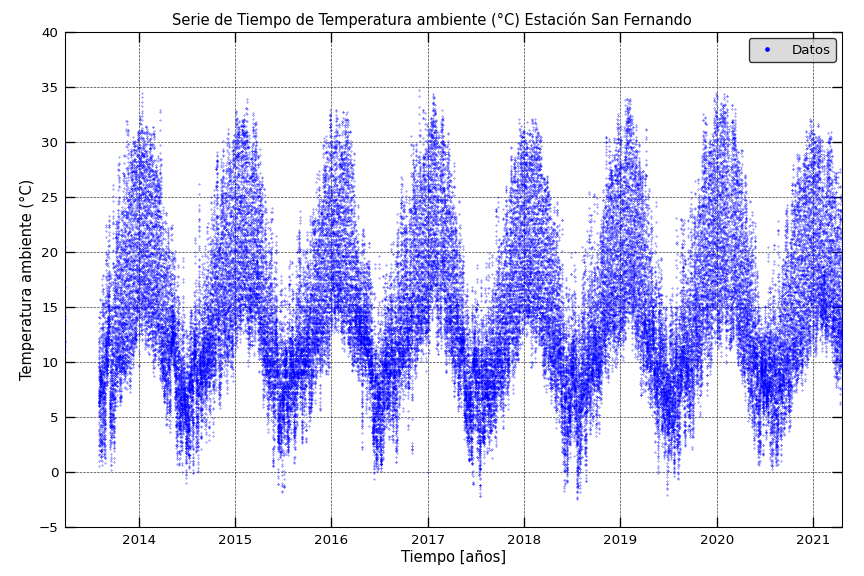 Serie de Tiempo de Temperatura ambiente (°C) Estación San Fernando
Datos
Temperatura ambiente (°C)
40
35
30
25
20
15
10
5
0
−5
2014 2015 2016 2017 2018 2019 2020 2021
Tiempo [años]